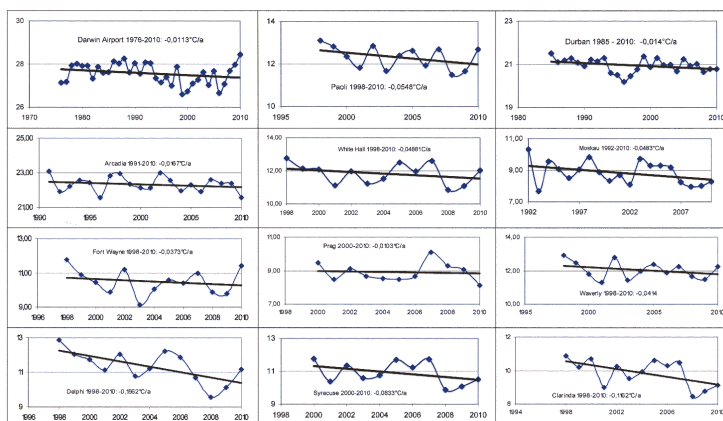 30
28
26
Darwin Airport 1976-2010: -0,0113°C/a
1970 1980 1990 2000 2010
14
12
10
Paoli 1998-2010: -0,0548°C/a
1995 2000 2005 2010
23
21
19
Durban 1985 - 2010: -0,014°C/a
1980 1990 2000 2010
25,00
23,00
21,00
Arcadia 1991-2010: -0,0167°C/a
1990 1995 2000 2005 2010
14,00
12,00
10,00
White Hall 1998-2010: -0,04881°C/a
1998 2000 2002 2004 2006 2008 2010
11,00
9,00
7,00
Moskau 1992-2010: -0,0483°C/a
1992 1997 2002 2007
13,00
11,00
9,00
Fort Wayne 1998-2010: -0,0373°C/a
1996 1998 2000 2002 2004 2006 2008 2010
11,00
9,00
7,00
Prag 2000-2010: -0,0103°C/a
1998 2000 2002 2004 2006 2008 2010
14,00
12,00
10,00
Waverly 1998-2010: -0,0414
1995 2000 2005 2010
13
11
9
Delphi 1998-2010: -0,1562°C/a
1996 1998 2000 2002 2004 2006 2008 2010
13
11
9
Syracuse 2000-2010: -0,0833°C/a
1998 2000 2002 2004 2006 2008 2010
12
10
8
Clarinda 1998-2010: -0,1162°C/a
1994 1998 2002 2006 2010